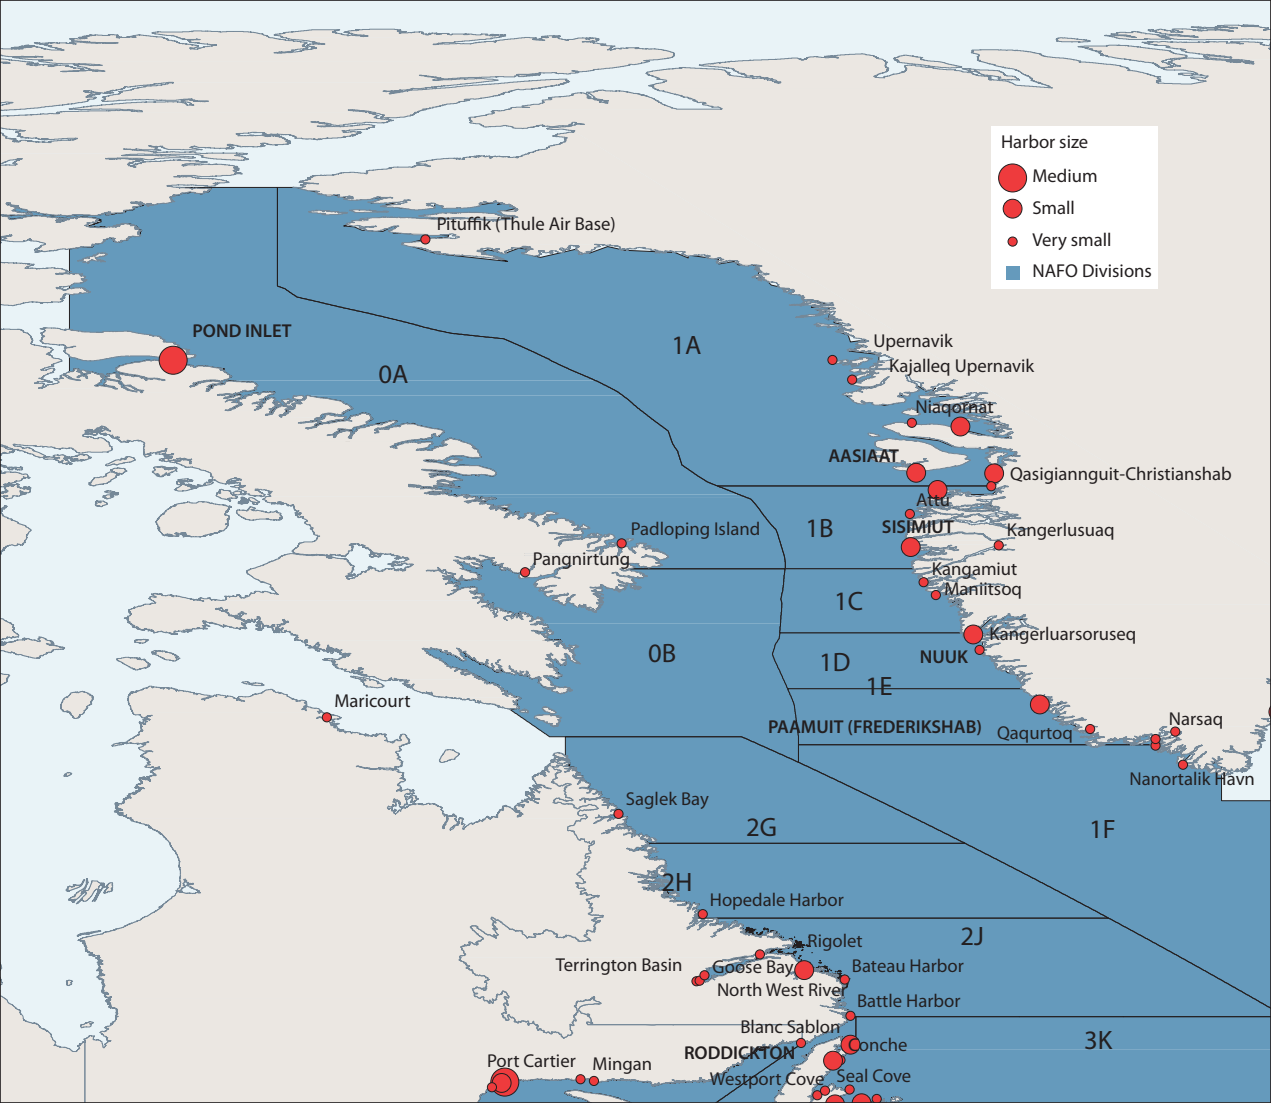 Harbor size
Medium
Small
Very small
NAFO Divisions
Pituffik (Thule Air Base)
POND INLET
0A
1A
Upernavik
Kajalleq Upernavik
Niaqornat
AASIAAT
Qasigiannguit-Christianshab
Attu
1B
SISIMIUT
Kangerlusuaq
Padloping Island
Pangnirtung
Kangamiut
Maniitsoq
1C
Kangerluarsoruseq
0B
1D
NUUK
1E
Maricourt
PAAMUIT (FREDERIKSHAB)
Qaqurtoq
Narsaq
Nanortalik Havn
Saglek Bay
2G
1F
2H
Hopedale Harbor
2J
Rigolet
Terrington Basin
Goose Bay
Bateau Harbor
North West River
Battle Harbor
Blanc Sablon
3K
RODDICKTON
Conche
Port Cartier
Mingan
Westport Cove
Seal Cove